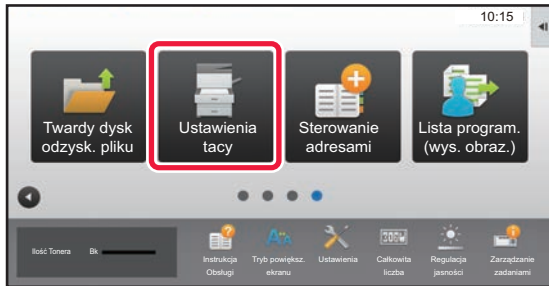 10:15
Twardy dysk
odzysk. pliku
Ustawienia
tacy
Sterowanie
adresami
Lista program.
(wys. obraz.)
Ilość Tonera
Bk
Instrukcja
Obsługi
Tryb powiększ.
ekranu
Ustawienia
Całkowita
liczba
Regulacja
jasności
Zarządzanie
zadaniami